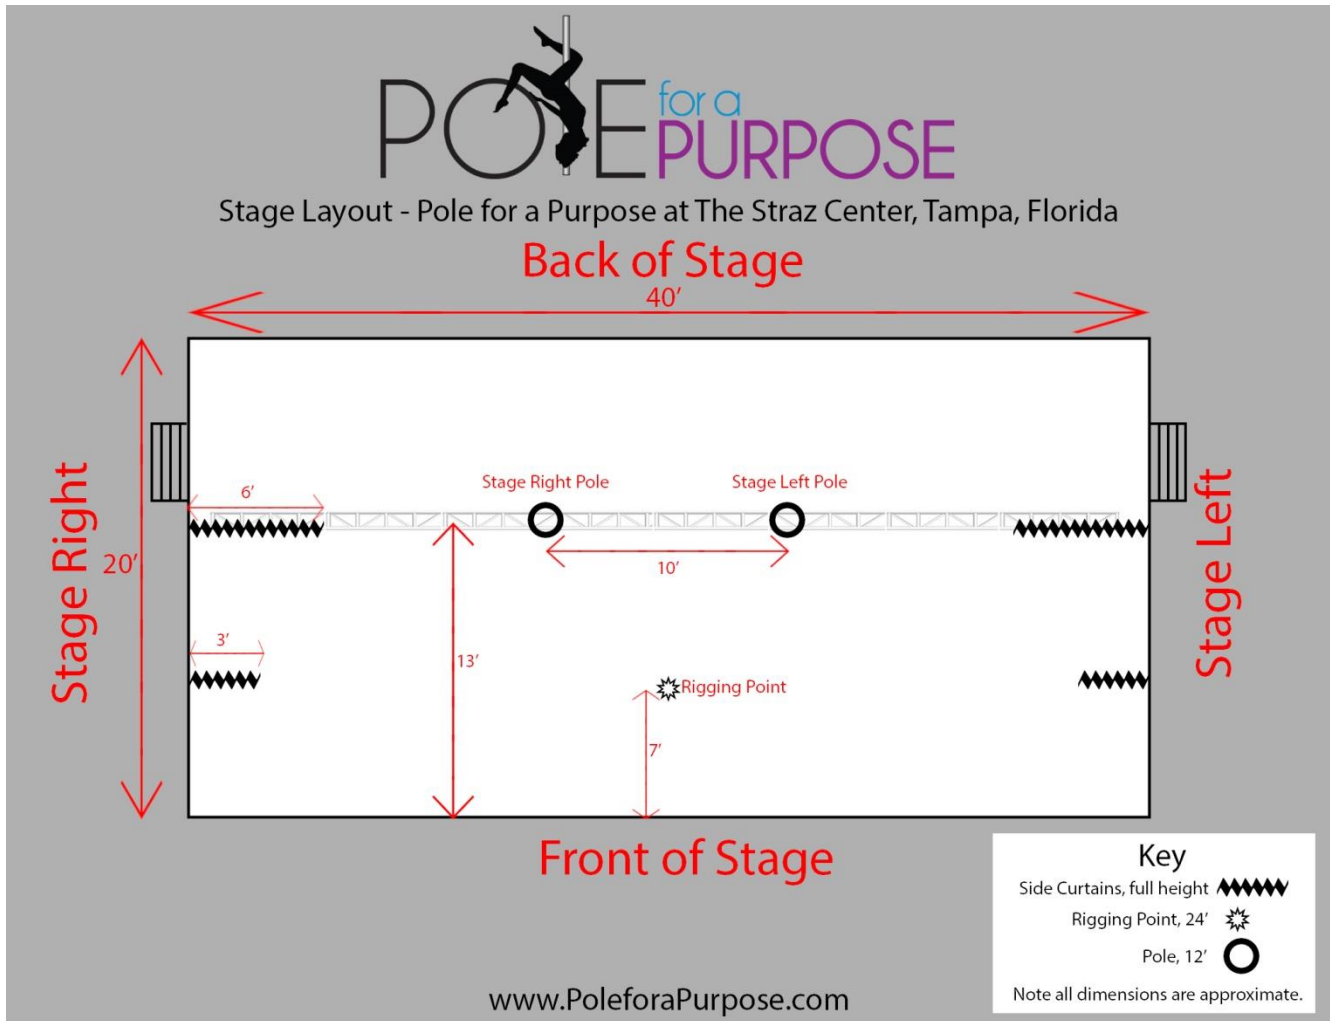 POLE for a PURPOSE
Stage Layout - Pole for a Purpose at The Straz Center, Tampa, Florida
Back of Stage
40'
Stage Right
20'
Stage Left
Stage Right Pole
Stage Left Pole
6'
10'
3'
13'
Rigging Point
7'
Front of Stage
Key
Side Curtains, full height
Rigging Point, 24'
Pole, 12'
Note all dimensions are approximate.
www.PoleforaPurpose.com